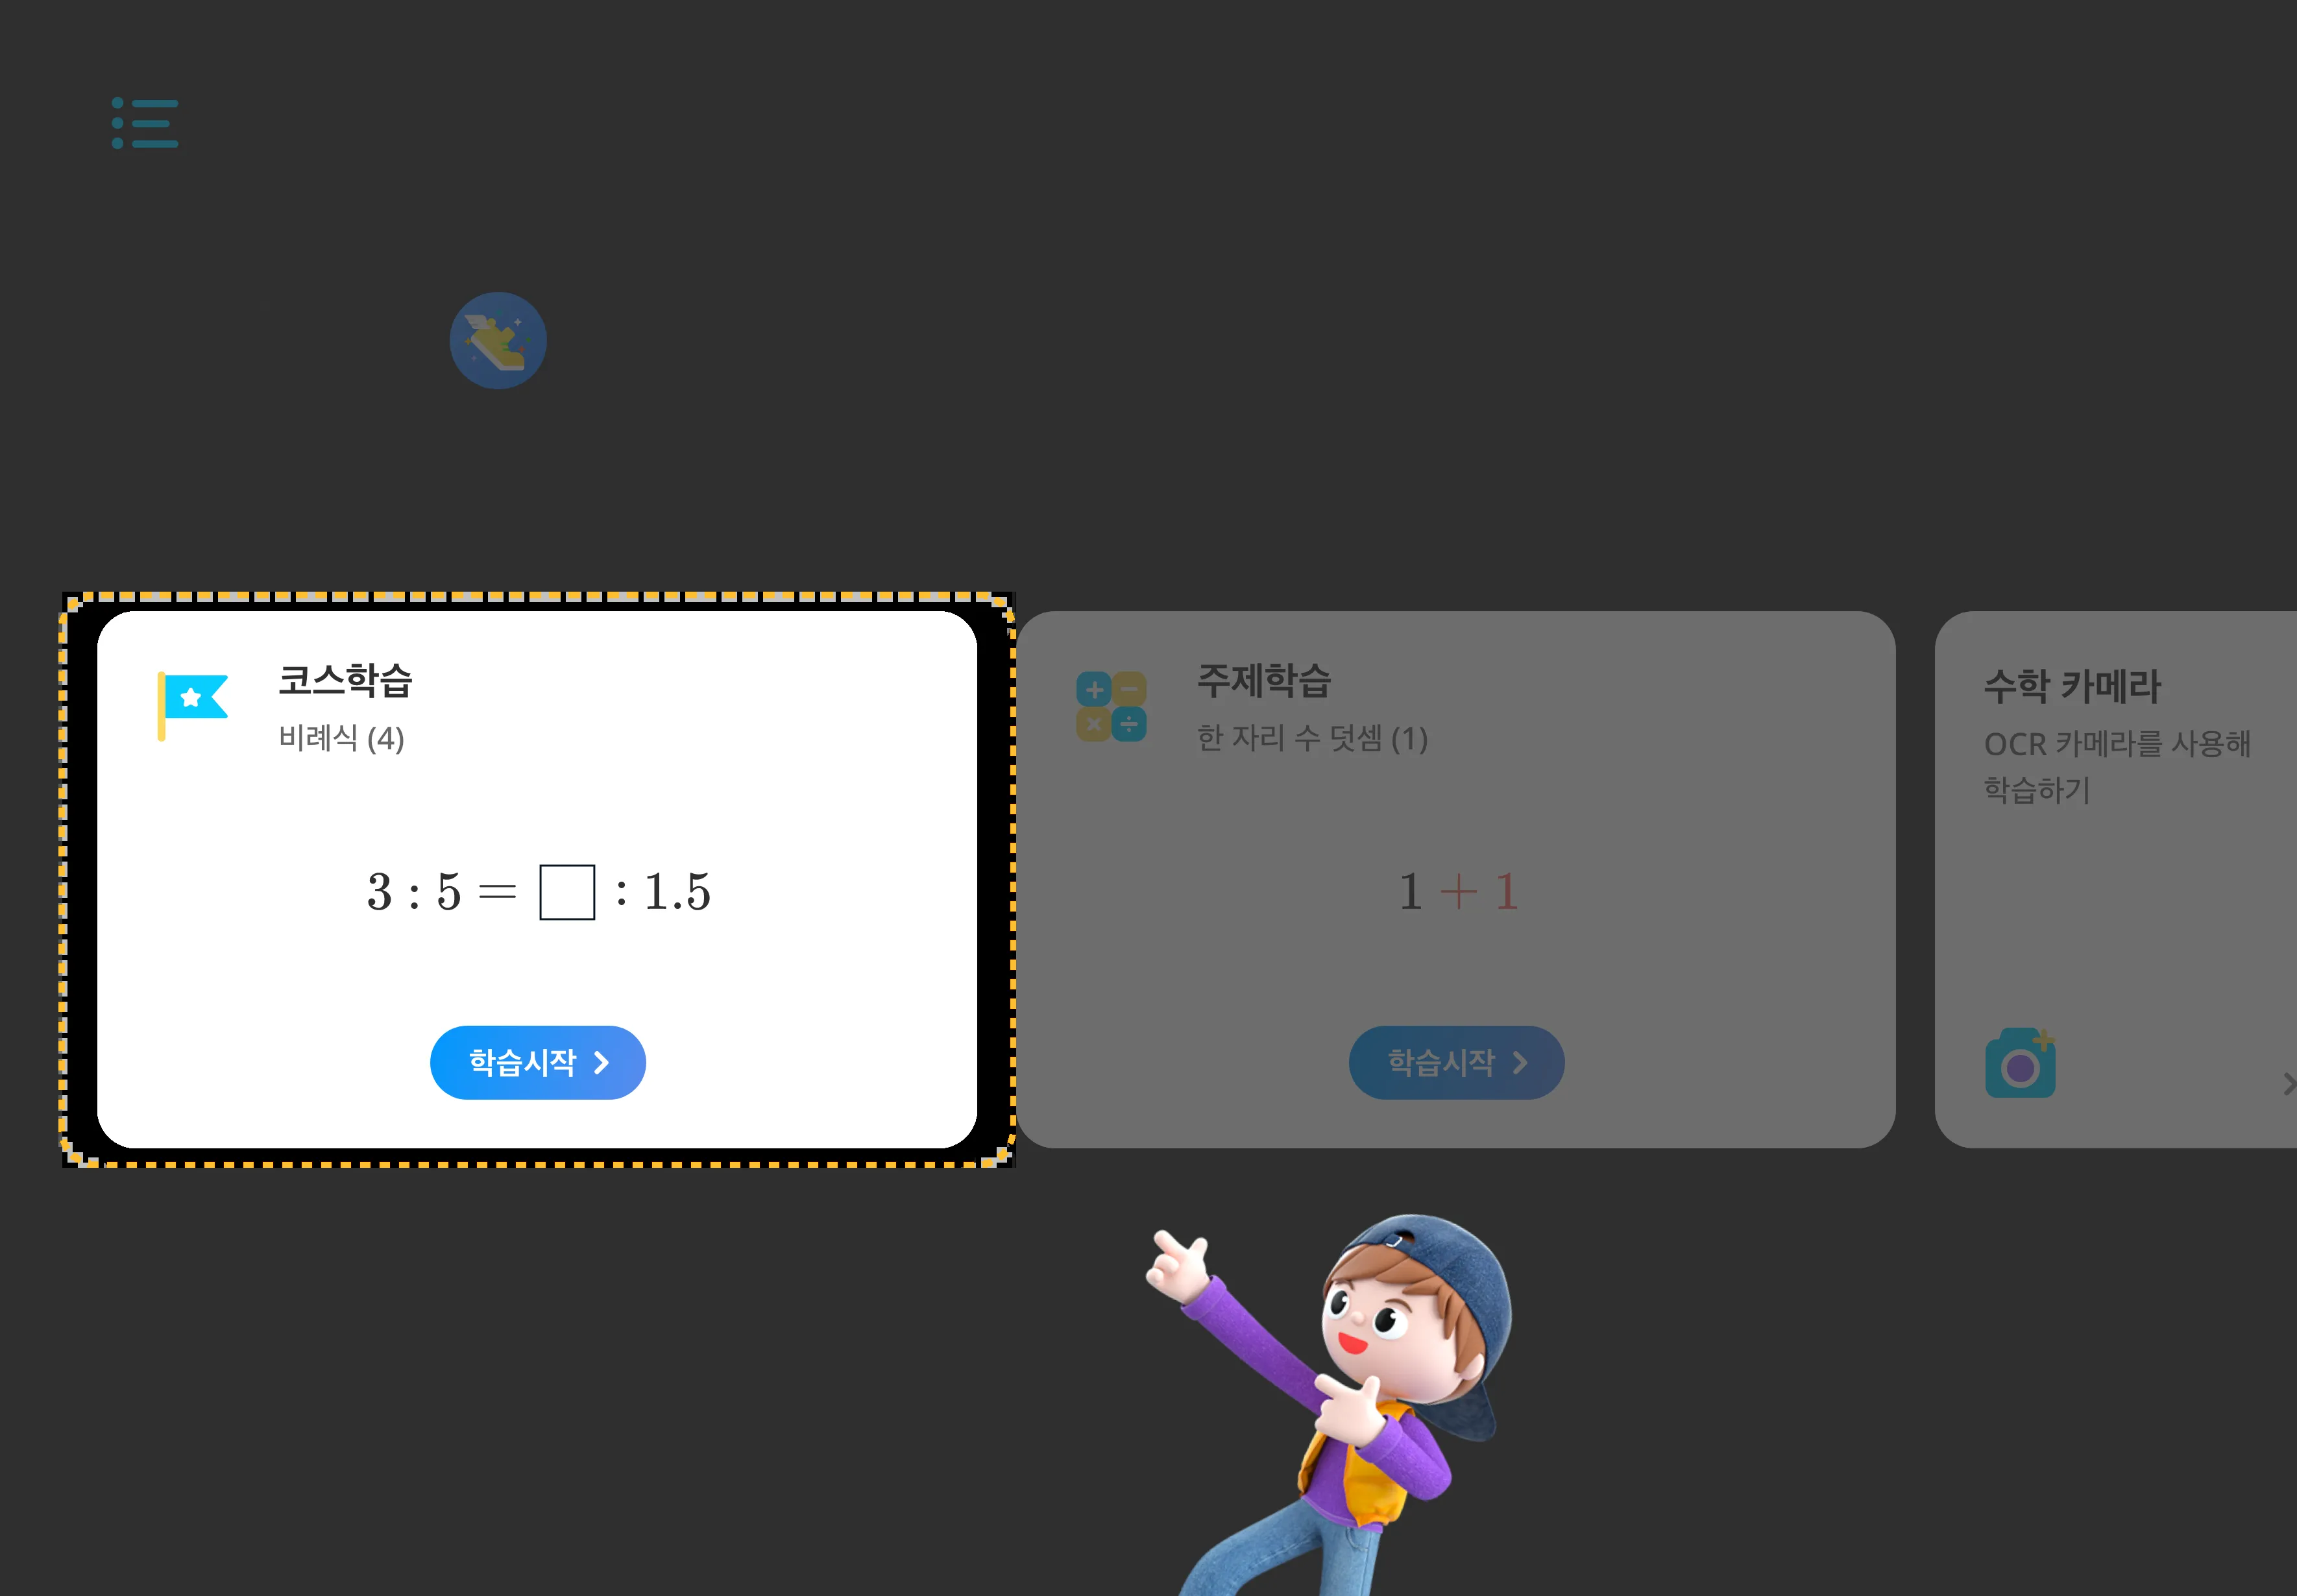 코스학습
비례식 (4)
3 : 5 = □ : 1.5
학습시작
주제학습
한 자리 수 덧셈 (1)
1 + 1
학습시작
수학 카메라
OCR 카메라를 사용해
학습하기